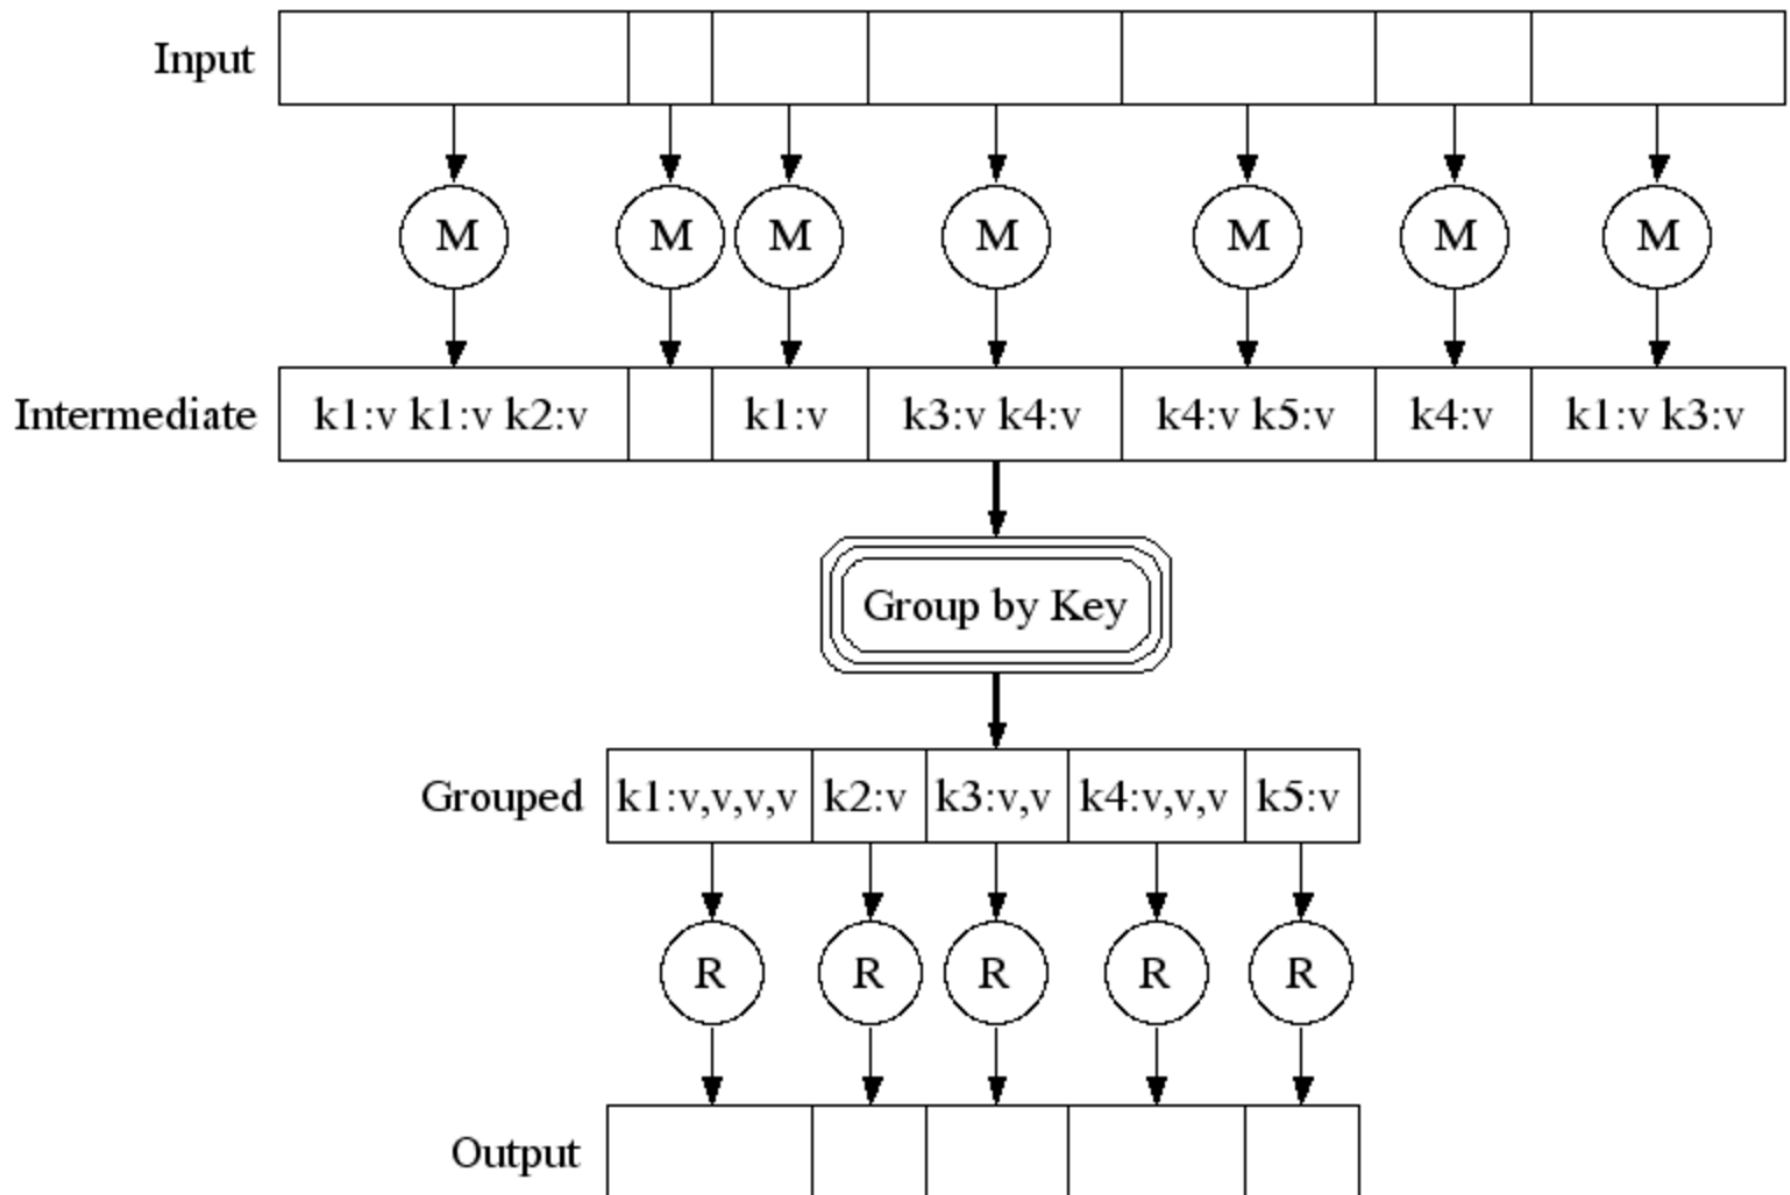 Input
M M M M M M M
Intermediate k1:v k1:v k2:v k1:v k3:v k4:v k4:v k5:v k4:v k1:v k3:v
Group by Key
Grouped k1:v,v,v,v k2:v k3:v,v k4:v,v,v k5:v
R R R R R
Output